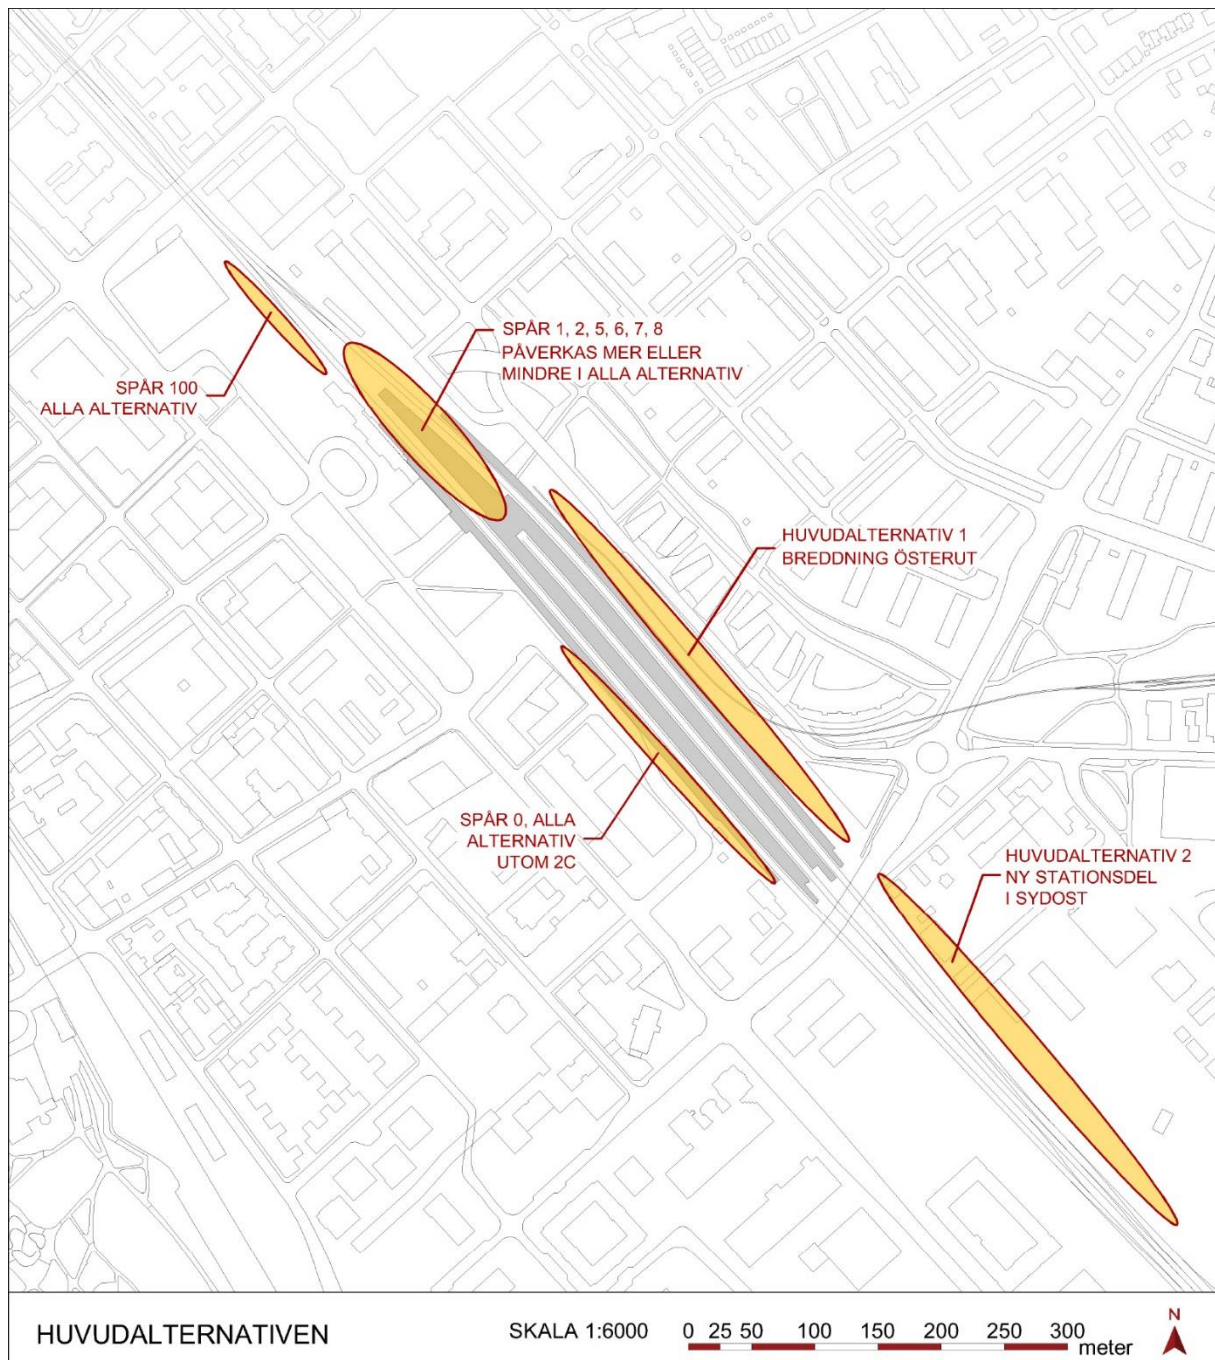 SPÅR 1, 2, 5, 6, 7, 8
PÅVERKAS MER ELLER
MINDRE I ALLA ALTERNATIV
SPÅR 100
ALLA ALTERNATIV
HUVUDALTERNATIV 1
BREDDNING ÖSTERUT
SPÅR 0, ALLA
ALTERNATIV
UTOM 2C
HUVUDALTERNATIV 2
NY STATIONSDEL
I SYDOST
HUVUDALTERNATIVEN
SKALA 1:6000
0 25 50 100 150 200 250 300
meter
N